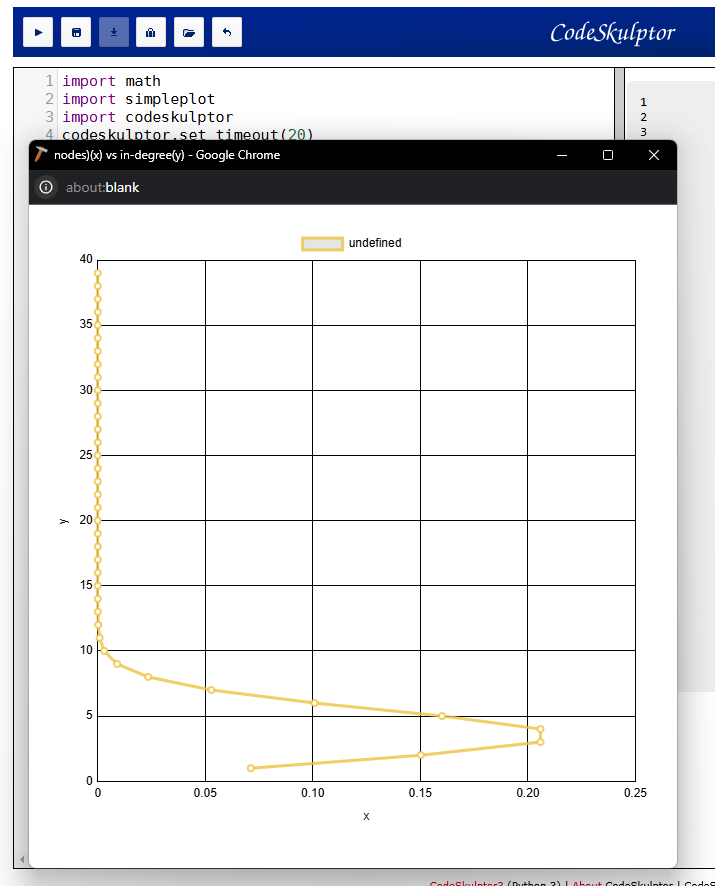 CodeSkulptor
1 import math
2 import simpleplot
3 import codeskulptor
4 codeskulptor.set_timeout(20)
1
2
3
nodes)(x) vs in-degree(y) - Google Chrome
about:blank
undefined
40
35
30
25
y
20
15
10
5
0
0 0.05 0.10 0.15 0.20 0.25
x
CodeSkulptor3 (Python 3) | About CodeSkulptor | CodeS